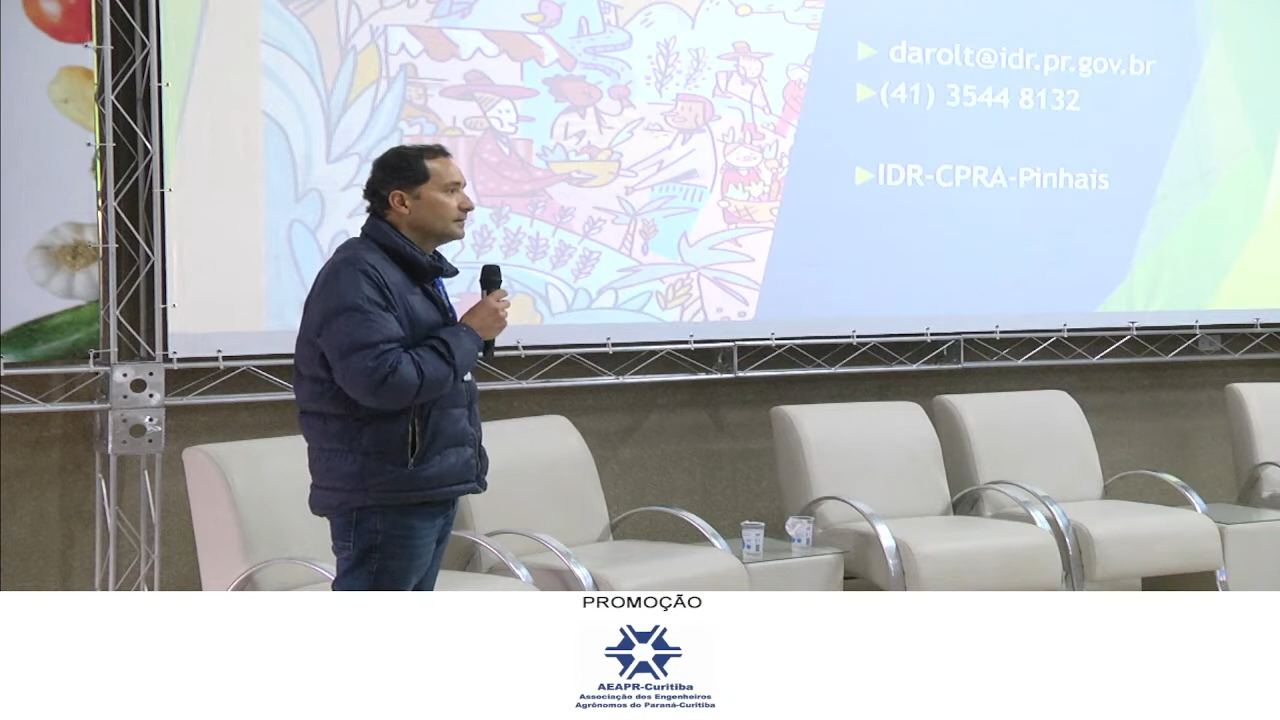 darolt@idr.pr.gov.br
(41) 3544 8132
IDR-CPRA-Pinhais
PROMOÇÃO
AEAPR-Curitiba
Associação dos Engenheiros
Agrônomos do Paraná-Curitiba